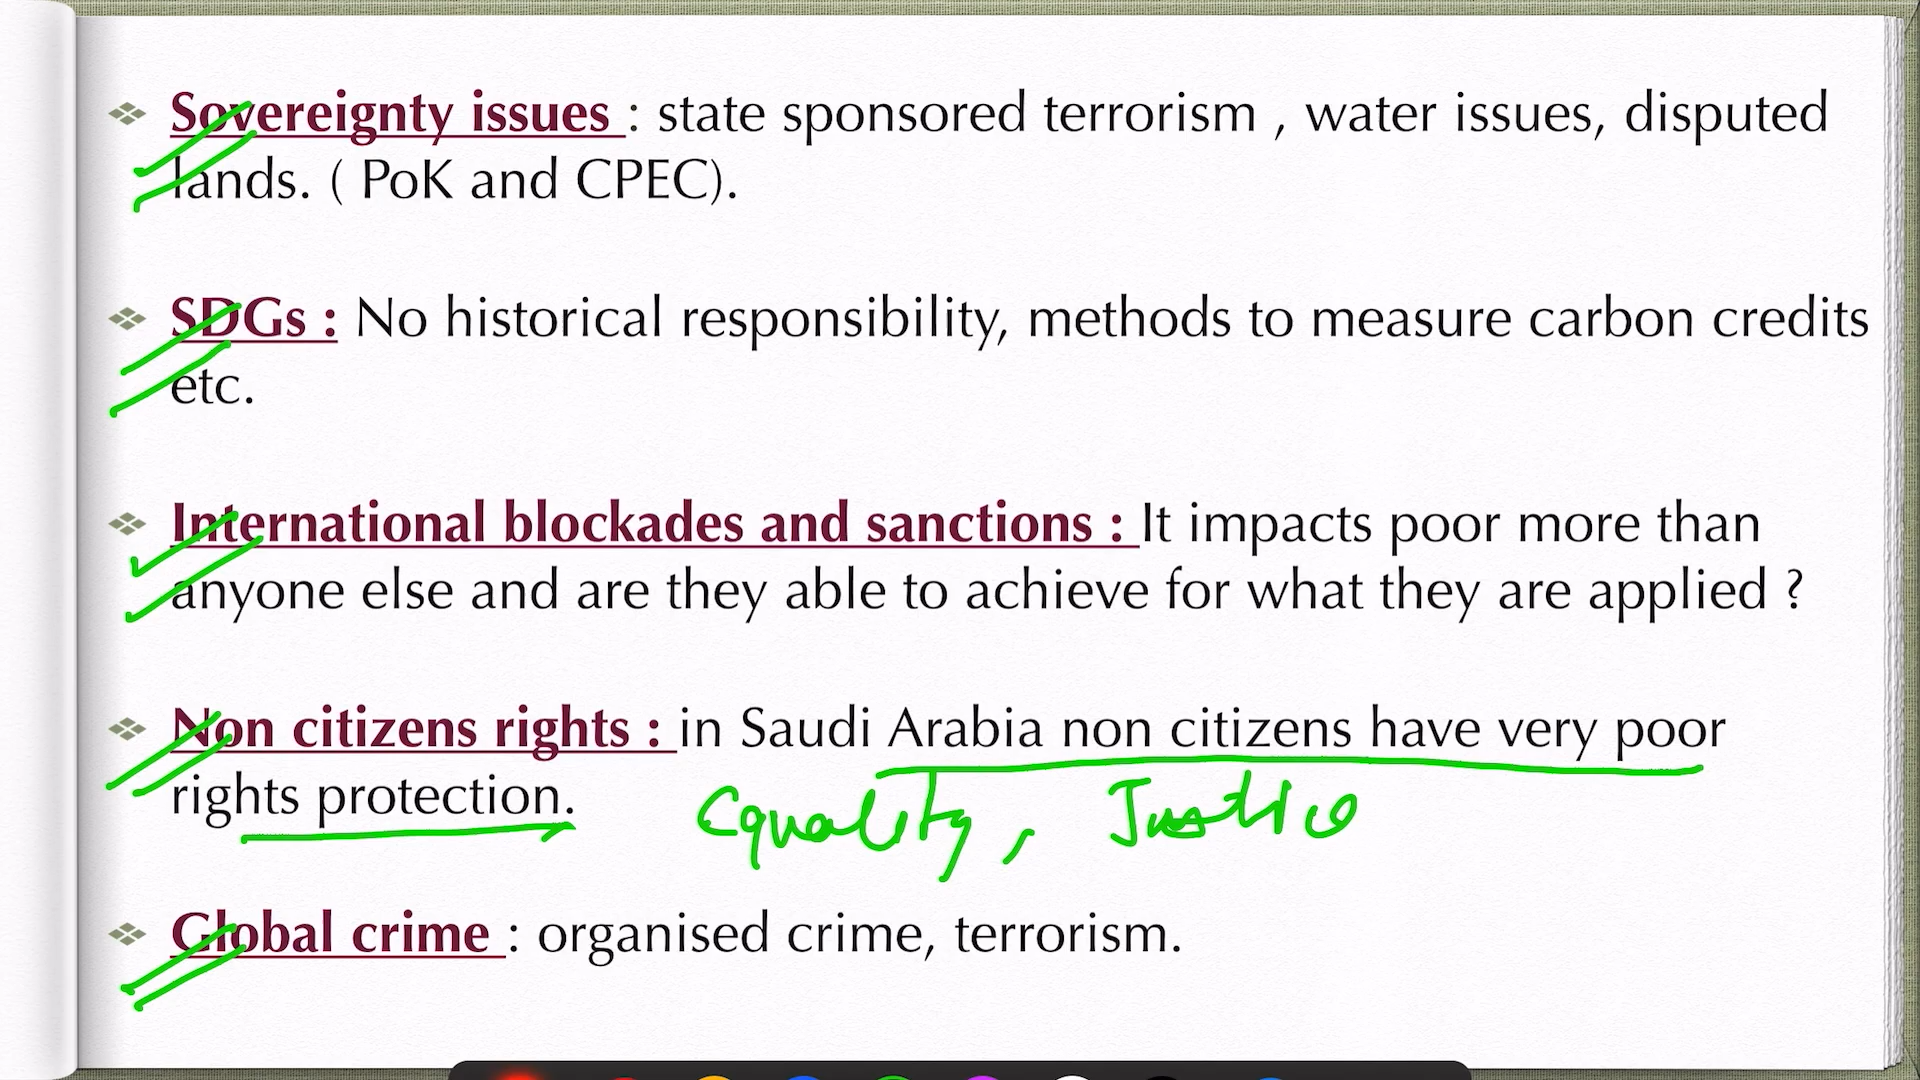 Sovereignty issues : state sponsored terrorism , water issues, disputed
lands. ( PoK and CPEC).
SDGs : No historical responsibility, methods to measure carbon credits
etc.
International blockades and sanctions : It impacts poor more than
anyone else and are they able to achieve for what they are applied ?
Non citizens rights : in Saudi Arabia non citizens have very poor
rights protection.
Equality, Justice
Global crime : organised crime, terrorism.